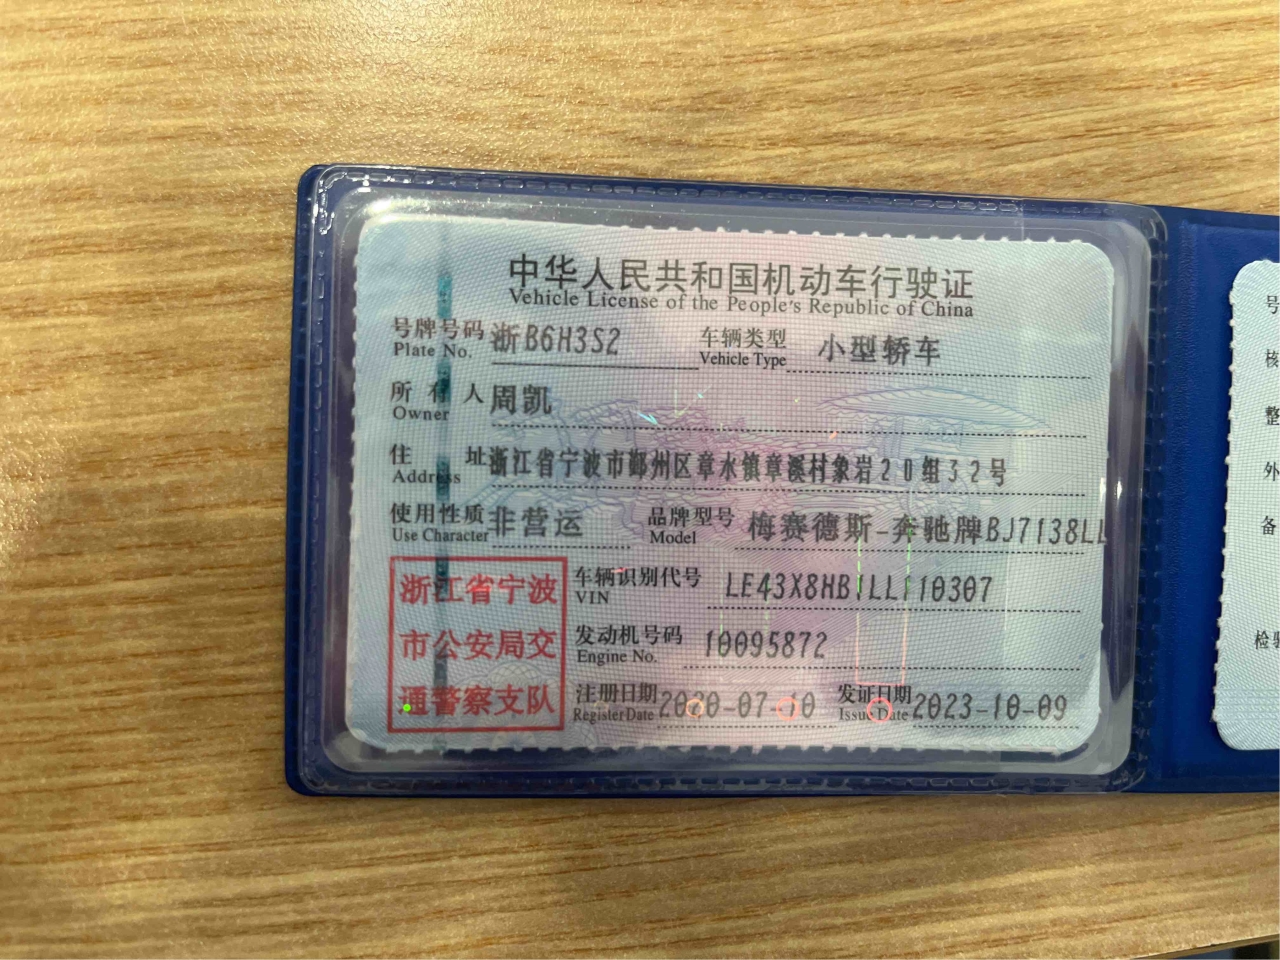 中华人民共和国机动车行驶证
Vehicle License of the People's Republic of China
号牌号码 浙B6H3S2 车辆类型 小型轿车
Plate No. Vehicle Type
所有人 周凯
Owner
住址 浙江省宁波市鄞州区章水镇章溪村象岩20组32号
Address
使用性质 非营运 品牌型号 梅赛德斯-奔驰牌BJ7138LL
Use Character Model
浙江省宁波
市公安局交
通警察支队
车辆识别代号
VIN
发动机号码 10095872
Engine No.
注册日期 2020-07-10 发证日期 2023-10-09
Register Date Issue Date
号
核
整
外
备
检验